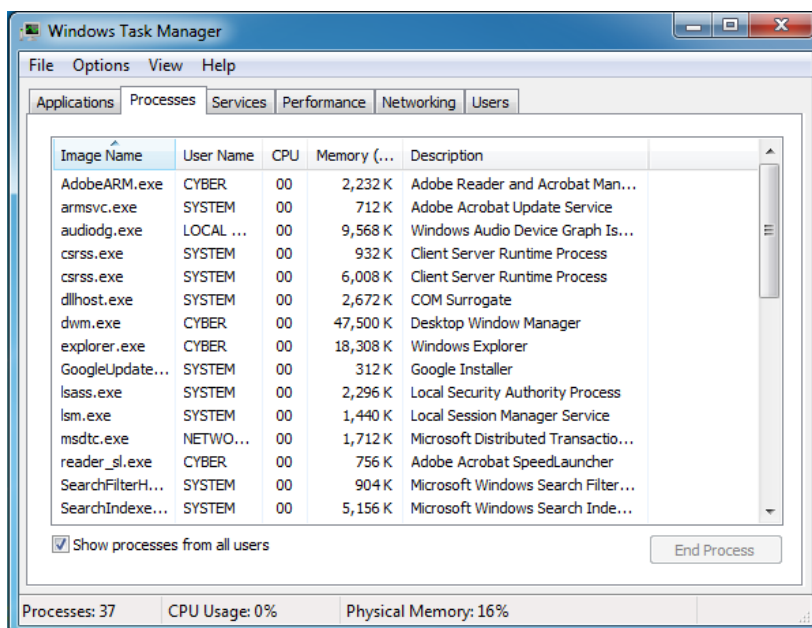 Windows Task Manager
File Options View Help
Applications Processes Services Performance Networking Users
Image Name User Name CPU Memory (... Description
AdobeARM.exe CYBER 00 2,232 K Adobe Reader and Acrobat Man...
armsvc.exe SYSTEM 00 712 K Adobe Acrobat Update Service
audiodg.exe LOCAL ... 00 9,568 K Windows Audio Device Graph Is...
csrss.exe SYSTEM 00 932 K Client Server Runtime Process
csrss.exe SYSTEM 00 6,008 K Client Server Runtime Process
dllhost.exe SYSTEM 00 2,672 K COM Surrogate
dwm.exe CYBER 00 47,500 K Desktop Window Manager
explorer.exe CYBER 00 18,308 K Windows Explorer
GoogleUpdate... SYSTEM 00 312 K Google Installer
lsass.exe SYSTEM 00 2,296 K Local Security Authority Process
lsm.exe SYSTEM 00 1,440 K Local Session Manager Service
msdtc.exe NETWO... 00 1,712 K Microsoft Distributed Transactio...
reader_sl.exe CYBER 00 756 K Adobe Acrobat SpeedLauncher
SearchFilterH... SYSTEM 00 904 K Microsoft Windows Search Filter...
SearchIndexe... SYSTEM 00 5,156 K Microsoft Windows Search Inde...
Show processes from all users
End Process
Processes: 37 CPU Usage: 0% Physical Memory: 16%